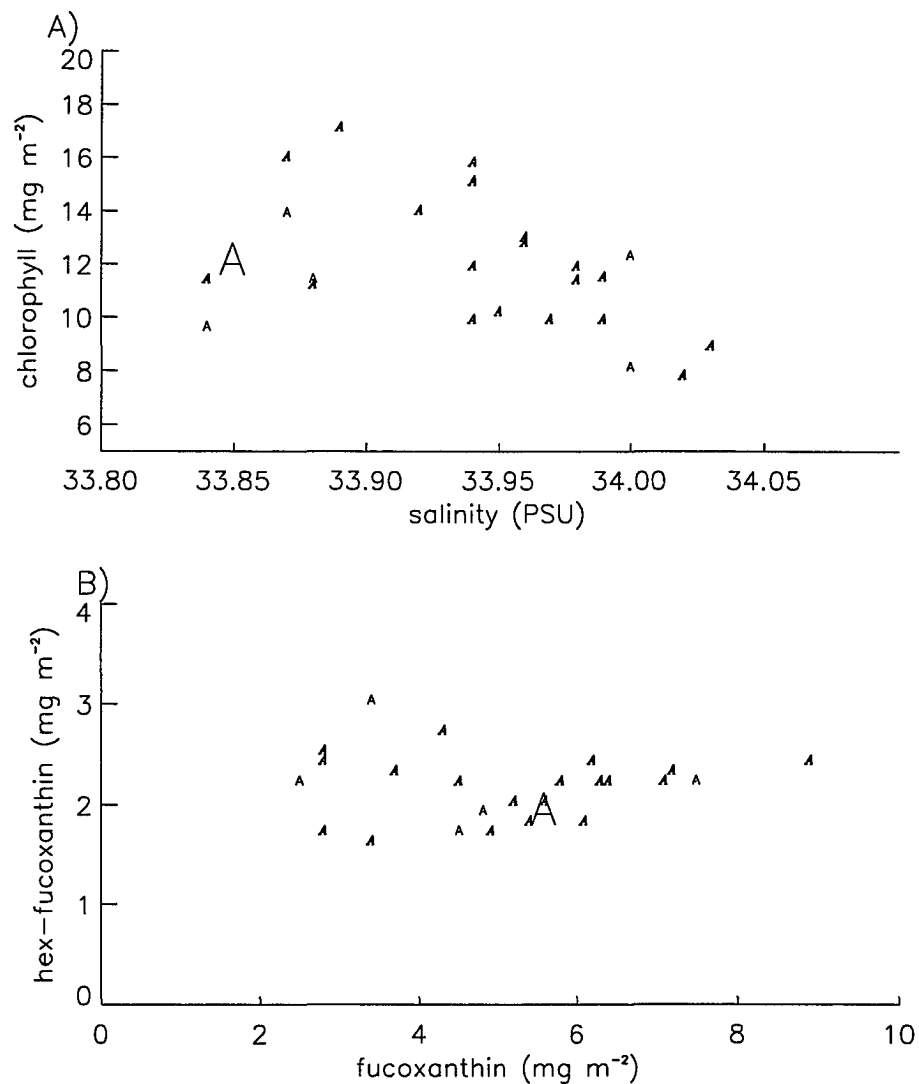 A)
chlorophyll (mg m⁻²)
20
18
16
14
12
10
8
6
33.80 33.85 33.90 33.95 34.00 34.05
salinity (PSU)
A A A A A A A A A A A A A A A A A A A A A A A A
B)
hex-fucoxanthin (mg m⁻²)
4
3
2
1
0
0 2 4 6 8 10
fucoxanthin (mg m⁻²)
A A A A A A A A A A A A A A A A A A A A A A A A